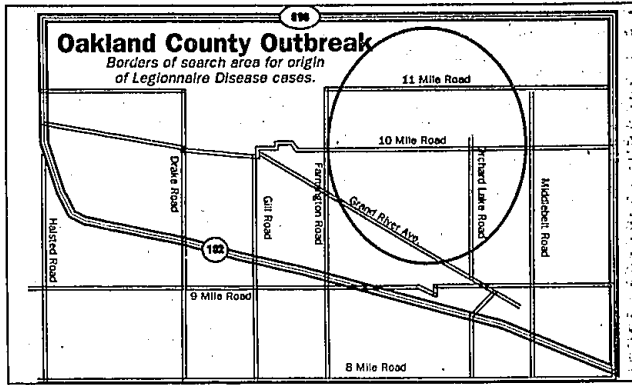 696
Oakland County Outbreak
Borders of search area for origin
of Legionnaire Disease cases.
11 Mile Road
10 Mile Road
Drake Road
Gill Road
Farmington Road
Grand River Ave.
Orchard Lake Road
Middlebelt Road
Halsted Road
102
9 Mile Road
8 Mile Road